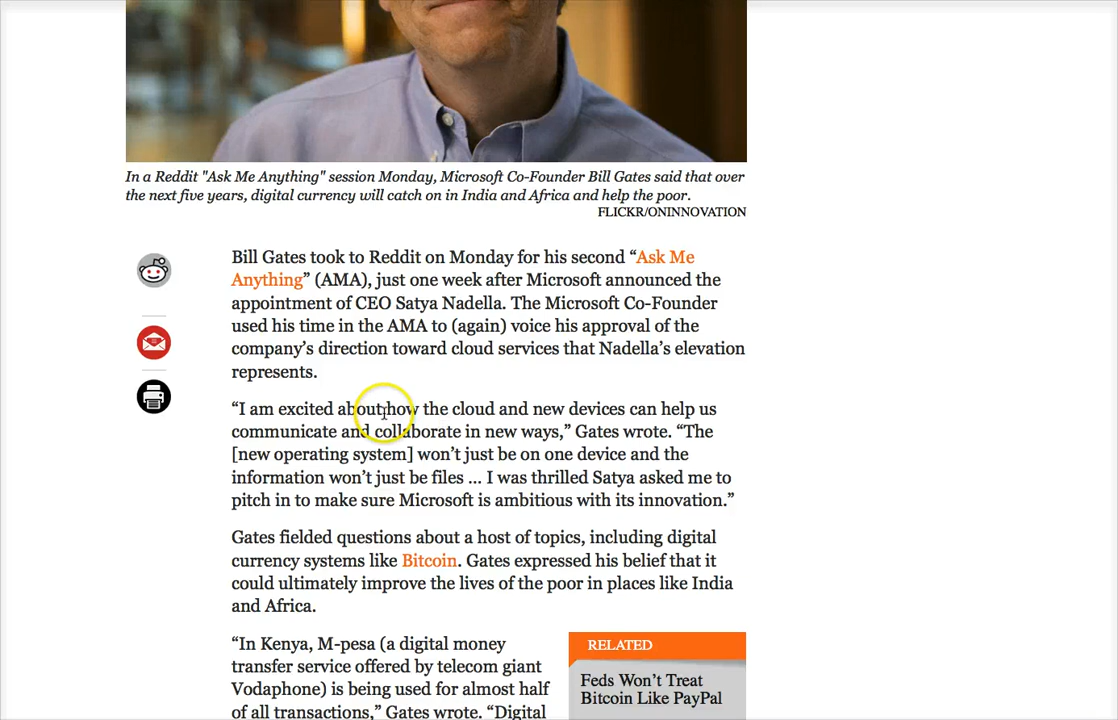 In a Reddit "Ask Me Anything" session Monday, Microsoft Co-Founder Bill Gates said that over
the next five years, digital currency will catch on in India and Africa and help the poor.
FLICKR/ONINNOVATION
Bill Gates took to Reddit on Monday for his second “Ask Me
Anything” (AMA), just one week after Microsoft announced the
appointment of CEO Satya Nadella. The Microsoft Co-Founder
used his time in the AMA to (again) voice his approval of the
company’s direction toward cloud services that Nadella’s elevation
represents.
“I am excited about how the cloud and new devices can help us
communicate and collaborate in new ways,” Gates wrote. “The
[new operating system] won’t just be on one device and the
information won’t just be files ... I was thrilled Satya asked me to
pitch in to make sure Microsoft is ambitious with its innovation.”
Gates fielded questions about a host of topics, including digital
currency systems like Bitcoin. Gates expressed his belief that it
could ultimately improve the lives of the poor in places like India
and Africa.
“In Kenya, M-pesa (a digital money
transfer service offered by telecom giant
Vodaphone) is being used for almost half
of all transactions,” Gates wrote. “Digital
RELATED
Feds Won’t Treat
Bitcoin Like PayPal